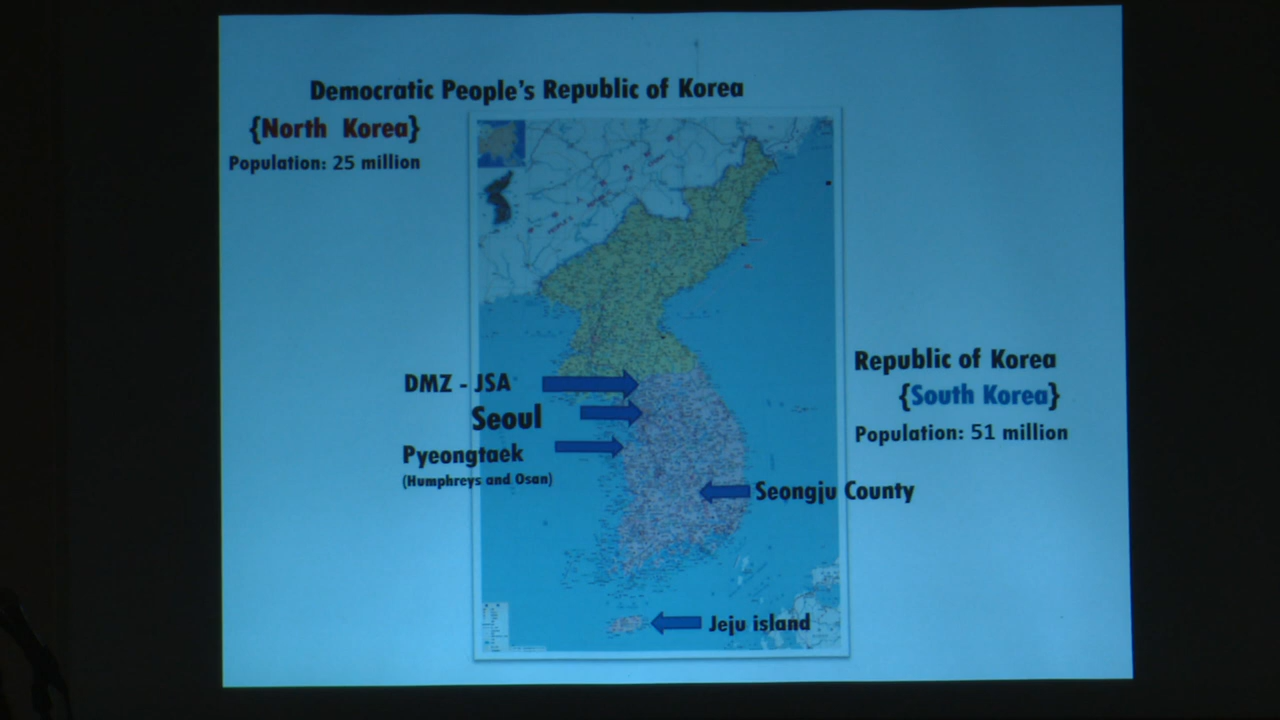 Democratic People's Republic of Korea
{North Korea}
Population: 25 million
Republic of Korea
{South Korea}
Population: 51 million
DMZ - JSA
Seoul
Pyeongtaek
(Humphreys and Osan)
Seongju County
Jeju island